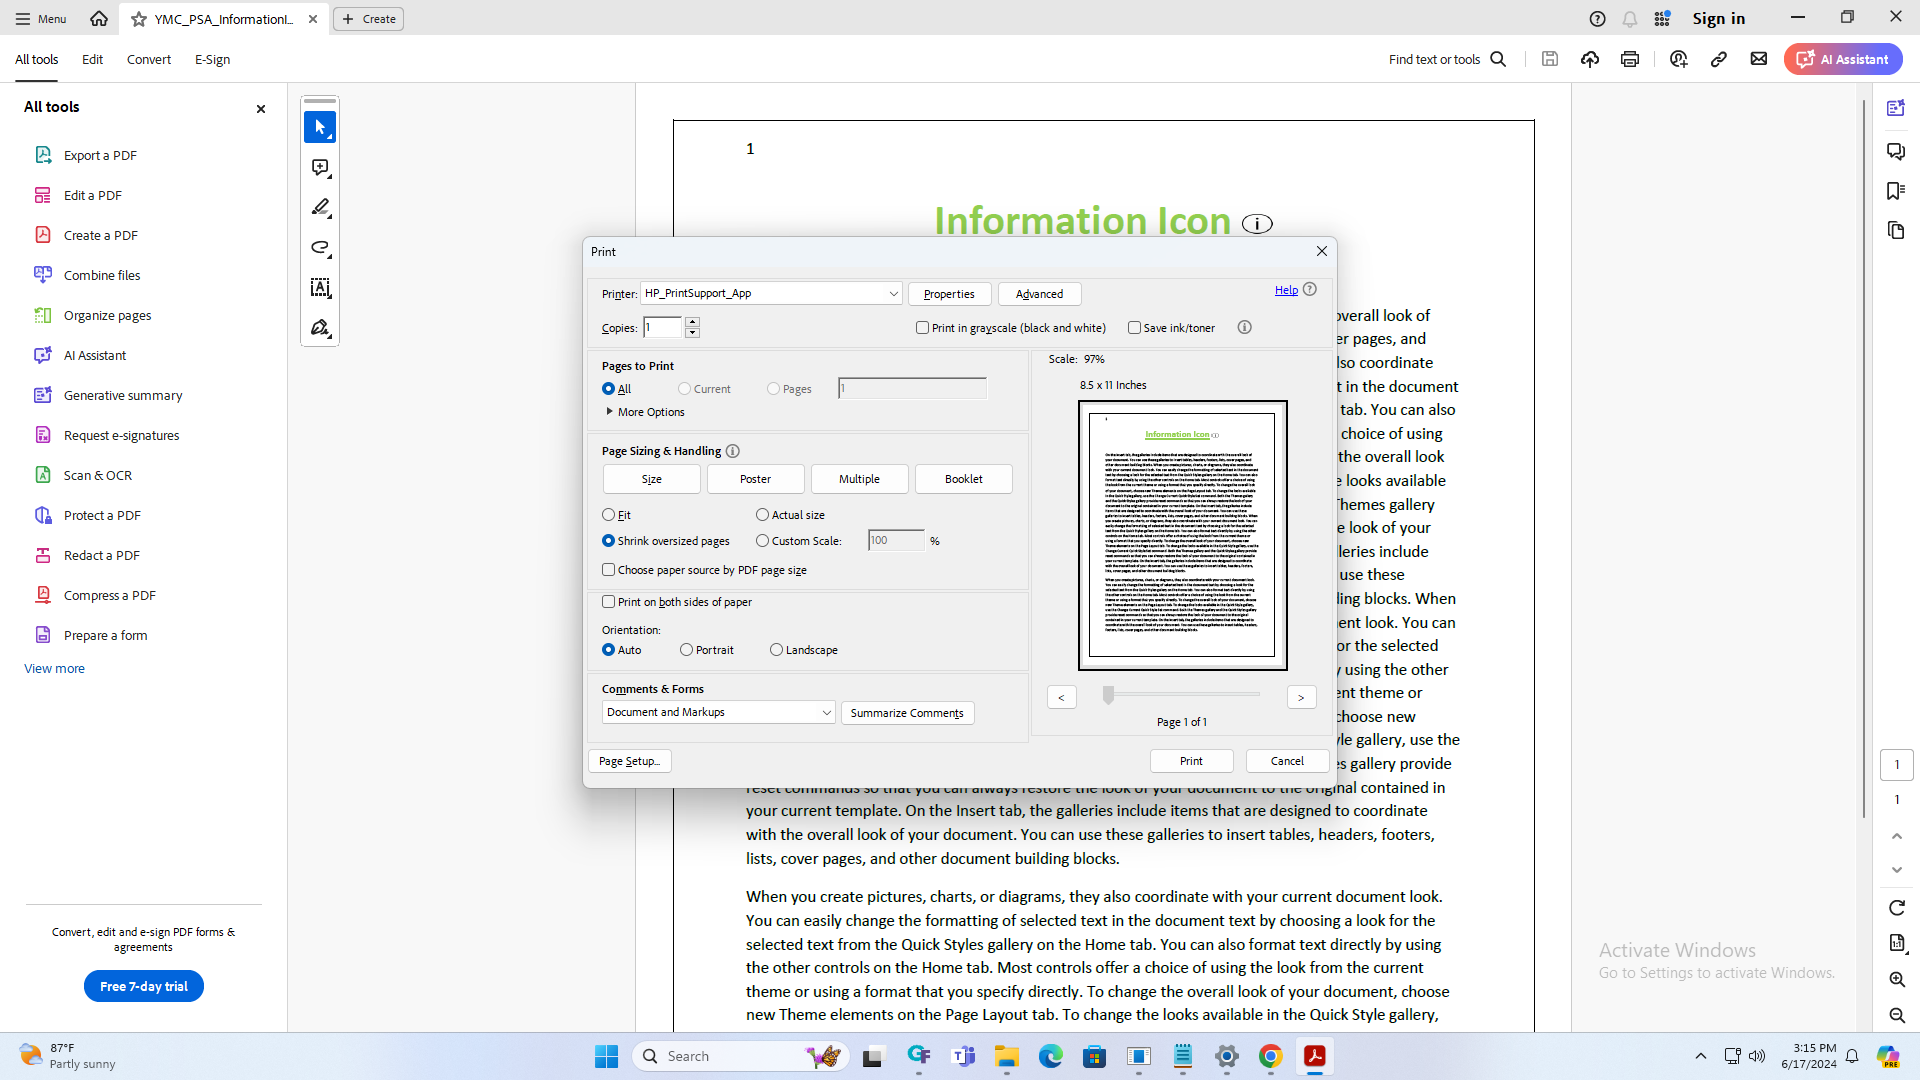 Menu
YMC_PSA_InformationI...
Create
Sign in
All tools
Edit
Convert
E-Sign
Find text or tools
AI Assistant
All tools
Export a PDF
Edit a PDF
Create a PDF
Combine files
Organize pages
AI Assistant
Generative summary
Request e-signatures
Scan & OCR
Protect a PDF
Redact a PDF
Compress a PDF
Prepare a form
View more
Convert, edit and e-sign PDF forms &
agreements
Free 7-day trial
1
Information Icon
overall look of
er pages, and
lso coordinate
t in the document
tab. You can also
choice of using
the overall look
e looks available
Themes gallery
e look of your
lleries include
use these
ling blocks. When
ent look. You can
or the selected
y using the other
ent theme or
choose new
yle gallery, use the
es gallery provide
reset commands so that you can always restore the look of your document to the original contained in
your current template. On the Insert tab, the galleries include items that are designed to coordinate
with the overall look of your document. You can use these galleries to insert tables, headers, footers,
lists, cover pages, and other document building blocks.
When you create pictures, charts, or diagrams, they also coordinate with your current document look.
You can easily change the formatting of selected text in the document text by choosing a look for the
selected text from the Quick Styles gallery on the Home tab. You can also format text directly by using
the other controls on the Home tab. Most controls offer a choice of using the look from the current
theme or using a format that you specify directly. To change the overall look of your document, choose
new Theme elements on the Page Layout tab. To change the looks available in the Quick Style gallery,
Print
Printer: HP_PrintSupport_App
Properties
Advanced
Help
Copies: 1
Print in grayscale (black and white)
Save ink/toner
Pages to Print
All
Current
Pages
1
More Options
Page Sizing & Handling
Size
Poster
Multiple
Booklet
Fit
Actual size
Shrink oversized pages
Custom Scale: 100 %
Choose paper source by PDF page size
Print on both sides of paper
Orientation:
Auto
Portrait
Landscape
Comments & Forms
Document and Markups
Summarize Comments
Scale: 97%
8.5 x 11 Inches
Information Icon
<
>
Page 1 of 1
Page Setup...
Print
Cancel
1
1
1:1
Activate Windows
Go to Settings to activate Windows.
87°F
Partly sunny
Search
PRE
3:15 PM
6/17/2024